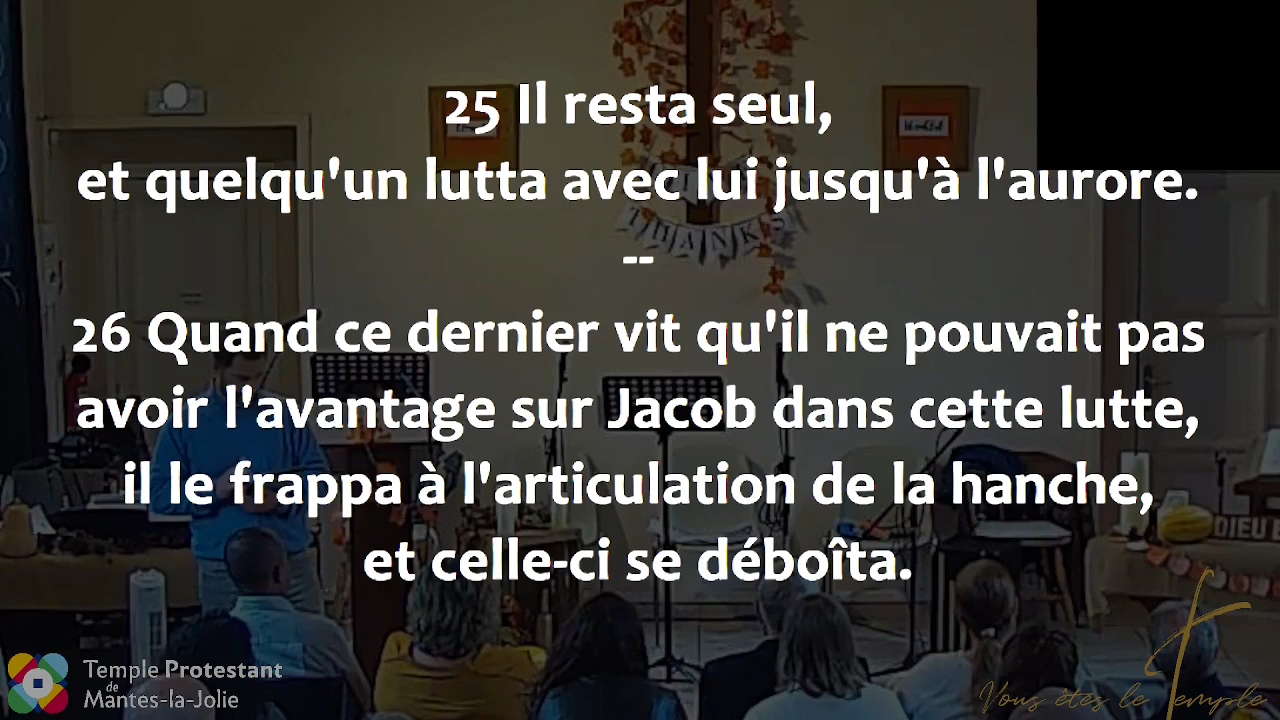 25 Il resta seul,
et quelqu'un lutta avec lui jusqu'à l'aurore.
--
26 Quand ce dernier vit qu'il ne pouvait pas
avoir l'avantage sur Jacob dans cette lutte,
il le frappa à l'articulation de la hanche,
et celle-ci se déboîta.
THANKS
DIEU
Temple Protestant
de
Mantes-la-Jolie
Vous êtes le Temple